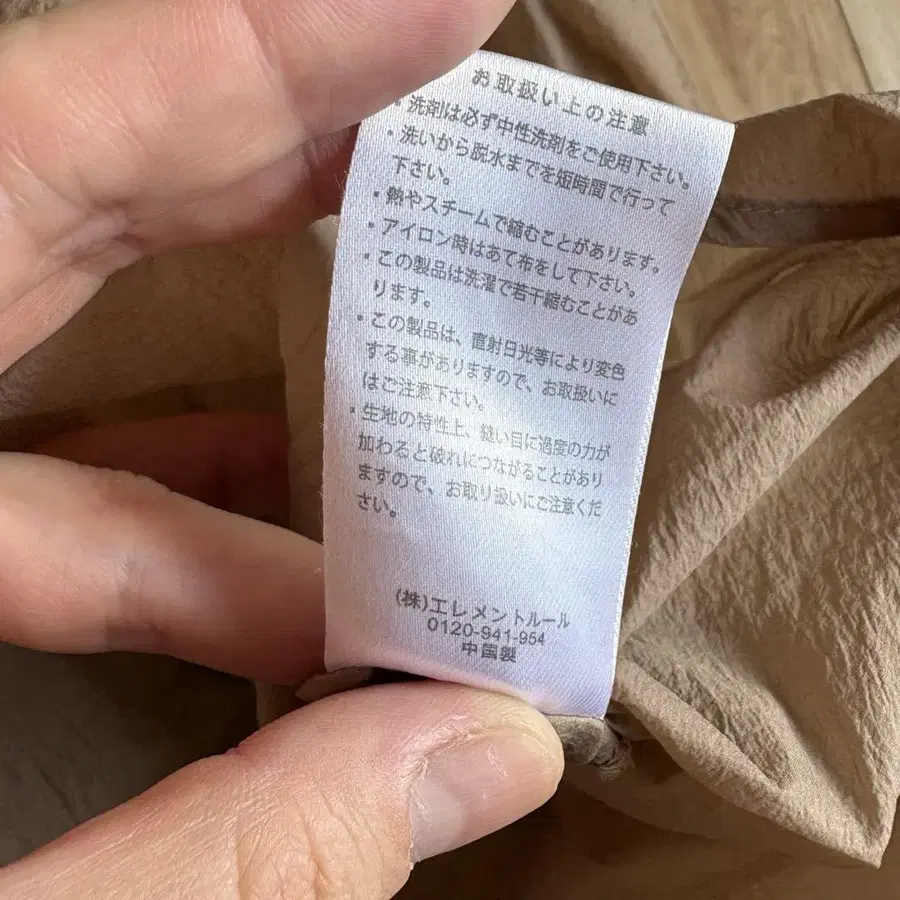 お取扱い上の注意
・洗剤は必ず中性洗剤をご使用下さい。
・洗いから脱水までを短時間で行って
下さい。
・熱やスチームで縮むことがあります。
・アイロン時はあて布をして下さい。
・この製品は洗濯で若干縮むことがあ
ります。
・この製品は、直射日光等により変色
する事がありますので、お取扱いに
はご注意下さい。
・生地の特性上、縫い目に過度の力が
加わると破れにつながることがあり
ますので、お取り扱いにご注意くだ
さい。
(株)エレメントルール
0120-941-954
中国製